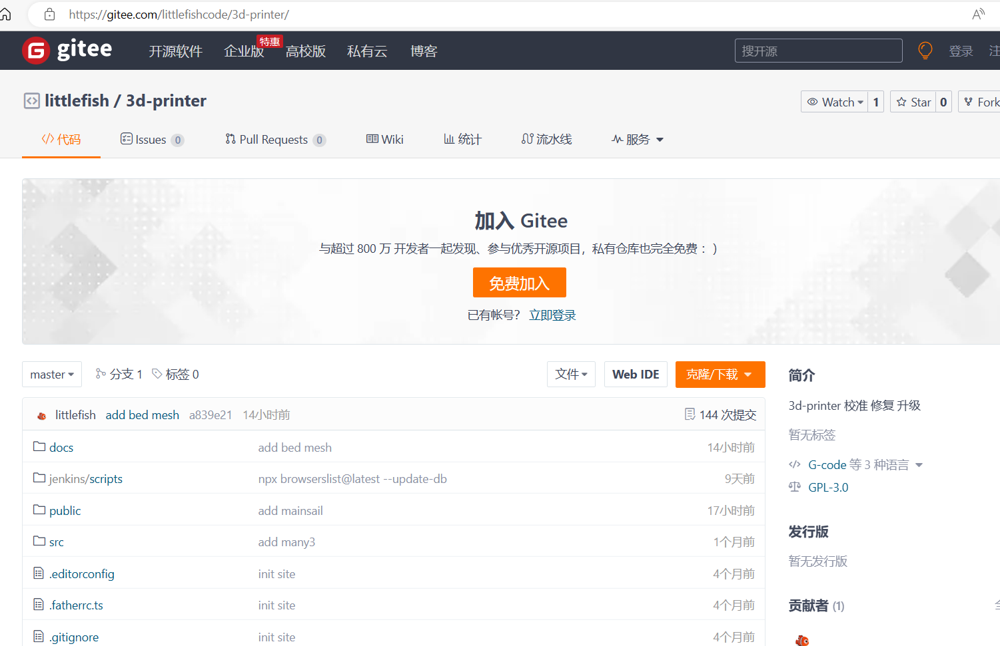 https://gitee.com/littlefishcode/3d-printer/
gitee 开源软件 企业版 特惠 高校版 私有云 博客 搜开源 登录 注
littlefish / 3d-printer Watch 1 Star 0 Fork
代码 Issues 0 Pull Requests 0 Wiki 统计 流水线 服务
加入 Gitee
与超过 800 万 开发者一起发现、参与优秀开源项目，私有仓库也完全免费：)
免费加入
已有帐号？ 立即登录
master 分支 1 标签 0 文件 Web IDE 克隆/下载
littlefish add bed mesh a839e21 14小时前 144 次提交
docs add bed mesh 14小时前
jenkins/scripts npx browserslist@latest --update-db 9天前
public add mainsail 17小时前
src add many3 1个月前
.editorconfig init site 4个月前
.fatherrc.ts init site 4个月前
.gitignore init site 4个月前
简介
3d-printer 校准 修复 升级
暂无标签
G-code 等 3 种语言
GPL-3.0
发行版
暂无发行版
贡献者 (1)